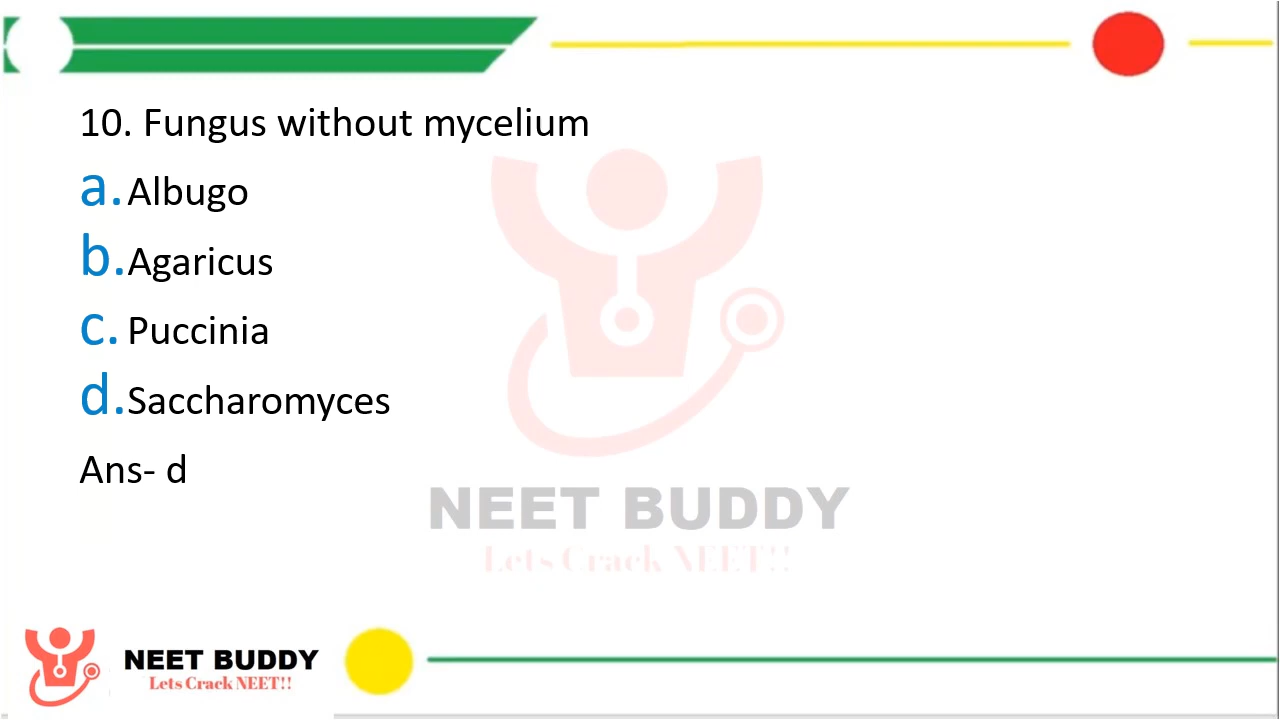 10. Fungus without mycelium
a. Albugo
b. Agaricus
c. Puccinia
d. Saccharomyces
Ans- d
NEET BUDDY
Lets Crack NEET!!
NEET BUDDY
Lets Crack NEET!!